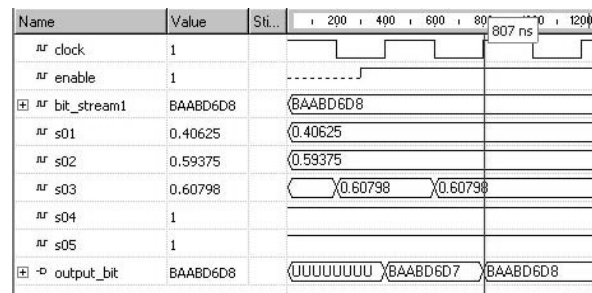 Name Value Sti... 200 400 600 1200
807 ns
clock 1
enable 1
bit_stream1 BAABD6D8 BAABD6D8
s01 0.40625 0.40625
s02 0.59375 0.59375
s03 0.60798 0.60798 0.60798
s04 1
s05 1
output_bit BAABD6D8 UUUUUUUU BAABD6D7 BAABD6D8